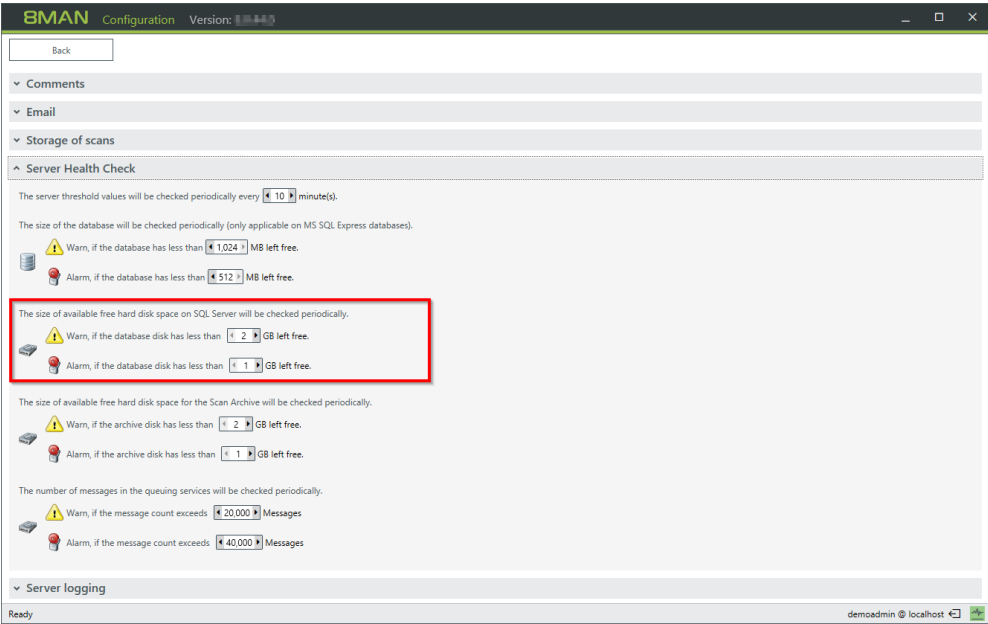 8MAN Configuration Version:
Back
Comments
Email
Storage of scans
Server Health Check
The server threshold values will be checked periodically every 10 minute(s).
The size of the database will be checked periodically (only applicable on MS SQL Express databases).
Warn, if the database has less than 1,024 MB left free.
Alarm, if the database has less than 512 MB left free.
The size of available free hard disk space on SQL Server will be checked periodically.
Warn, if the database disk has less than 2 GB left free.
Alarm, if the database disk has less than 1 GB left free.
The size of available free hard disk space for the Scan Archive will be checked periodically.
Warn, if the archive disk has less than 2 GB left free.
Alarm, if the archive disk has less than 1 GB left free.
The number of messages in the queuing services will be checked periodically.
Warn, if the message count exceeds 20,000 Messages
Alarm, if the message count exceeds 40,000 Messages
Server logging
Ready demoadmin @ localhost